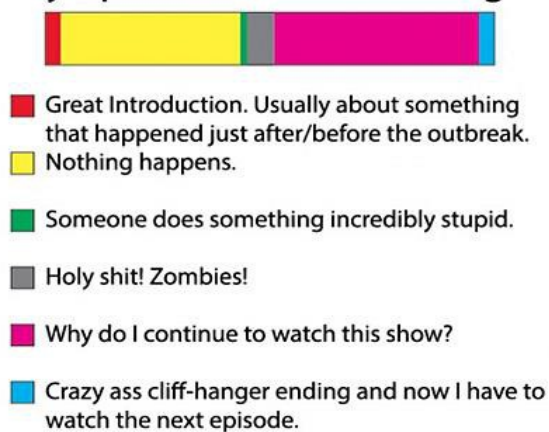 Great Introduction. Usually about something
that happened just after/before the outbreak.
Nothing happens.
Someone does something incredibly stupid.
Holy shit! Zombies!
Why do I continue to watch this show?
Crazy ass cliff-hanger ending and now I have to
watch the next episode.